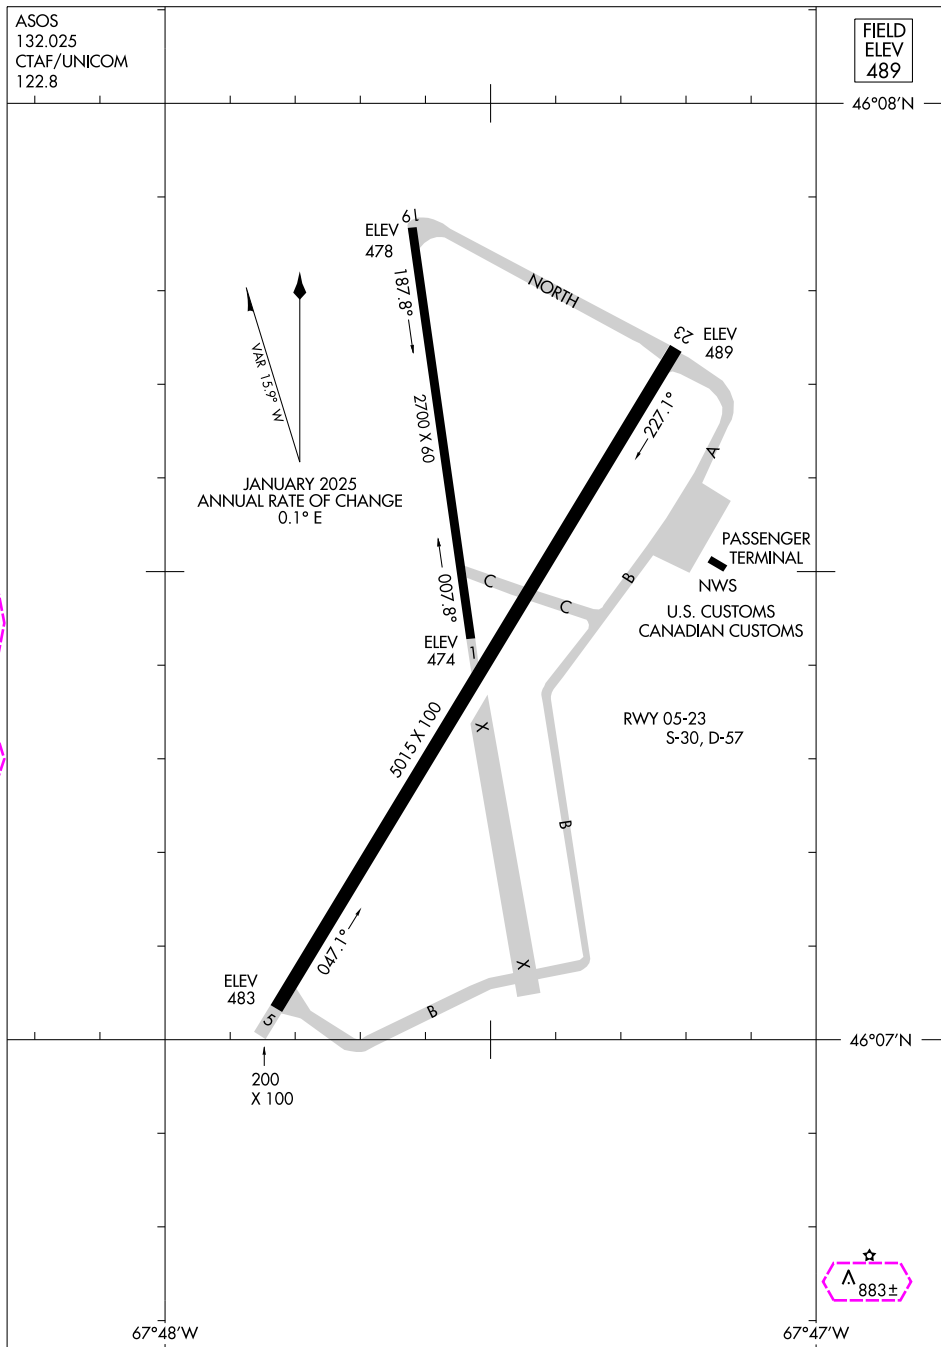 ASOS
132.025
CTAF/UNICOM
122.8
FIELD
ELEV
489
46°08'N
19
ELEV
478
187.8°
NORTH
23
ELEV
489
VAR 15.9° W
2700 X 60
227.1°
A
JANUARY 2025
ANNUAL RATE OF CHANGE
0.1° E
PASSENGER
TERMINAL
NWS
U.S. CUSTOMS
CANADIAN CUSTOMS
C
C
B
007.8°
ELEV
474
1
X
5015 X 100
RWY 05-23
S-30, D-57
B
047.1°
X
ELEV
483
5
B
46°07'N
200
X 100
883±
67°48'W
67°47'W